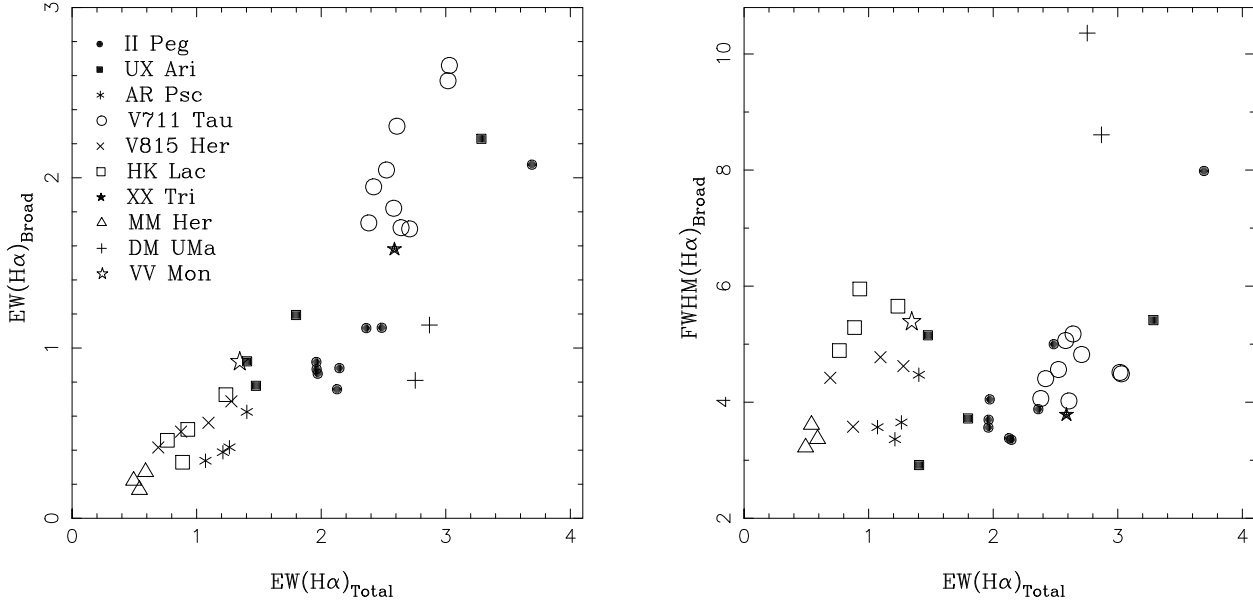 3
2
1
0
EW(Hα)Broad
II Peg
UX Ari
AR Psc
V711 Tau
V815 Her
HK Lac
XX Tri
MM Her
DM UMa
VV Mon
0 1 2 3 4
EW(Hα)Total
10
8
6
4
2
FWHM(Hα)Broad
0 1 2 3 4
EW(Hα)Total